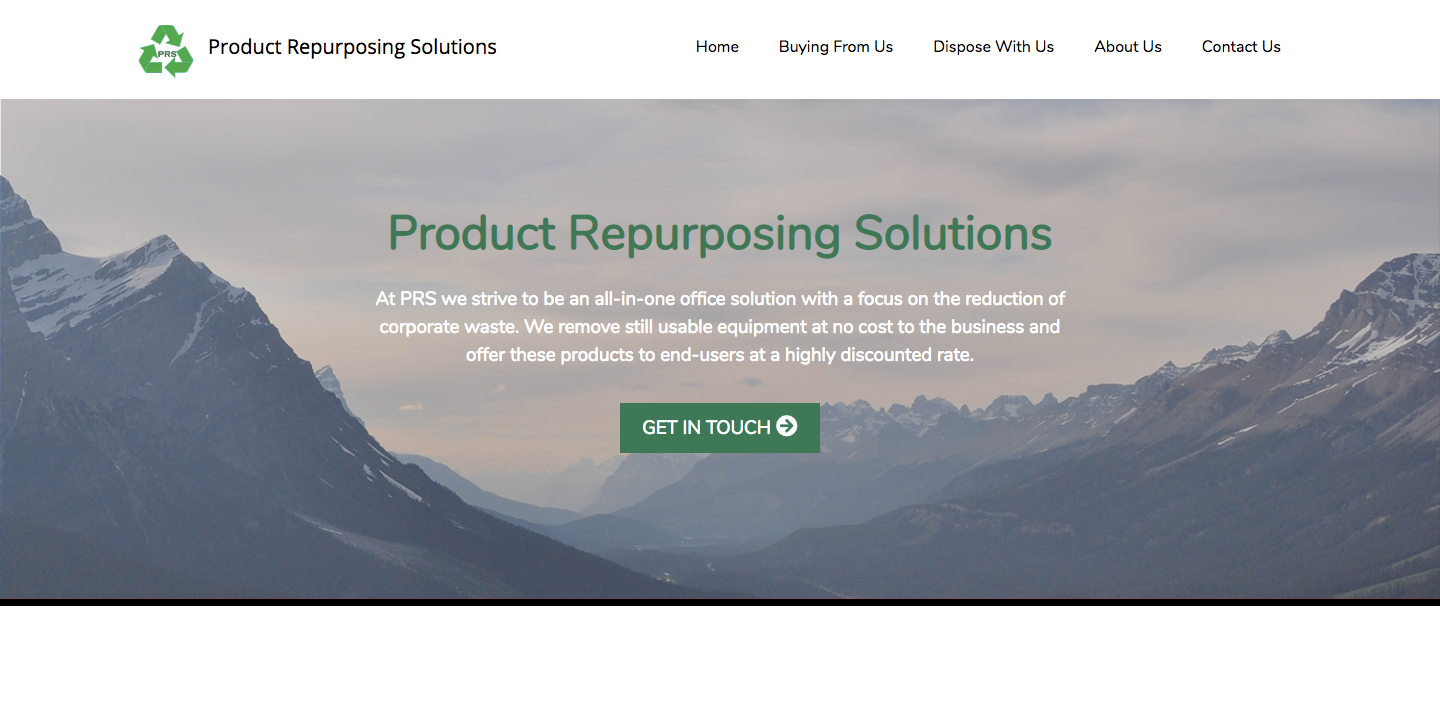 PRS
Product Repurposing Solutions
Home
Buying From Us
Dispose With Us
About Us
Contact Us
Product Repurposing Solutions
At PRS we strive to be an all-in-one office solution with a focus on the reduction of
corporate waste. We remove still usable equipment at no cost to the business and
offer these products to end-users at a highly discounted rate.
GET IN TOUCH